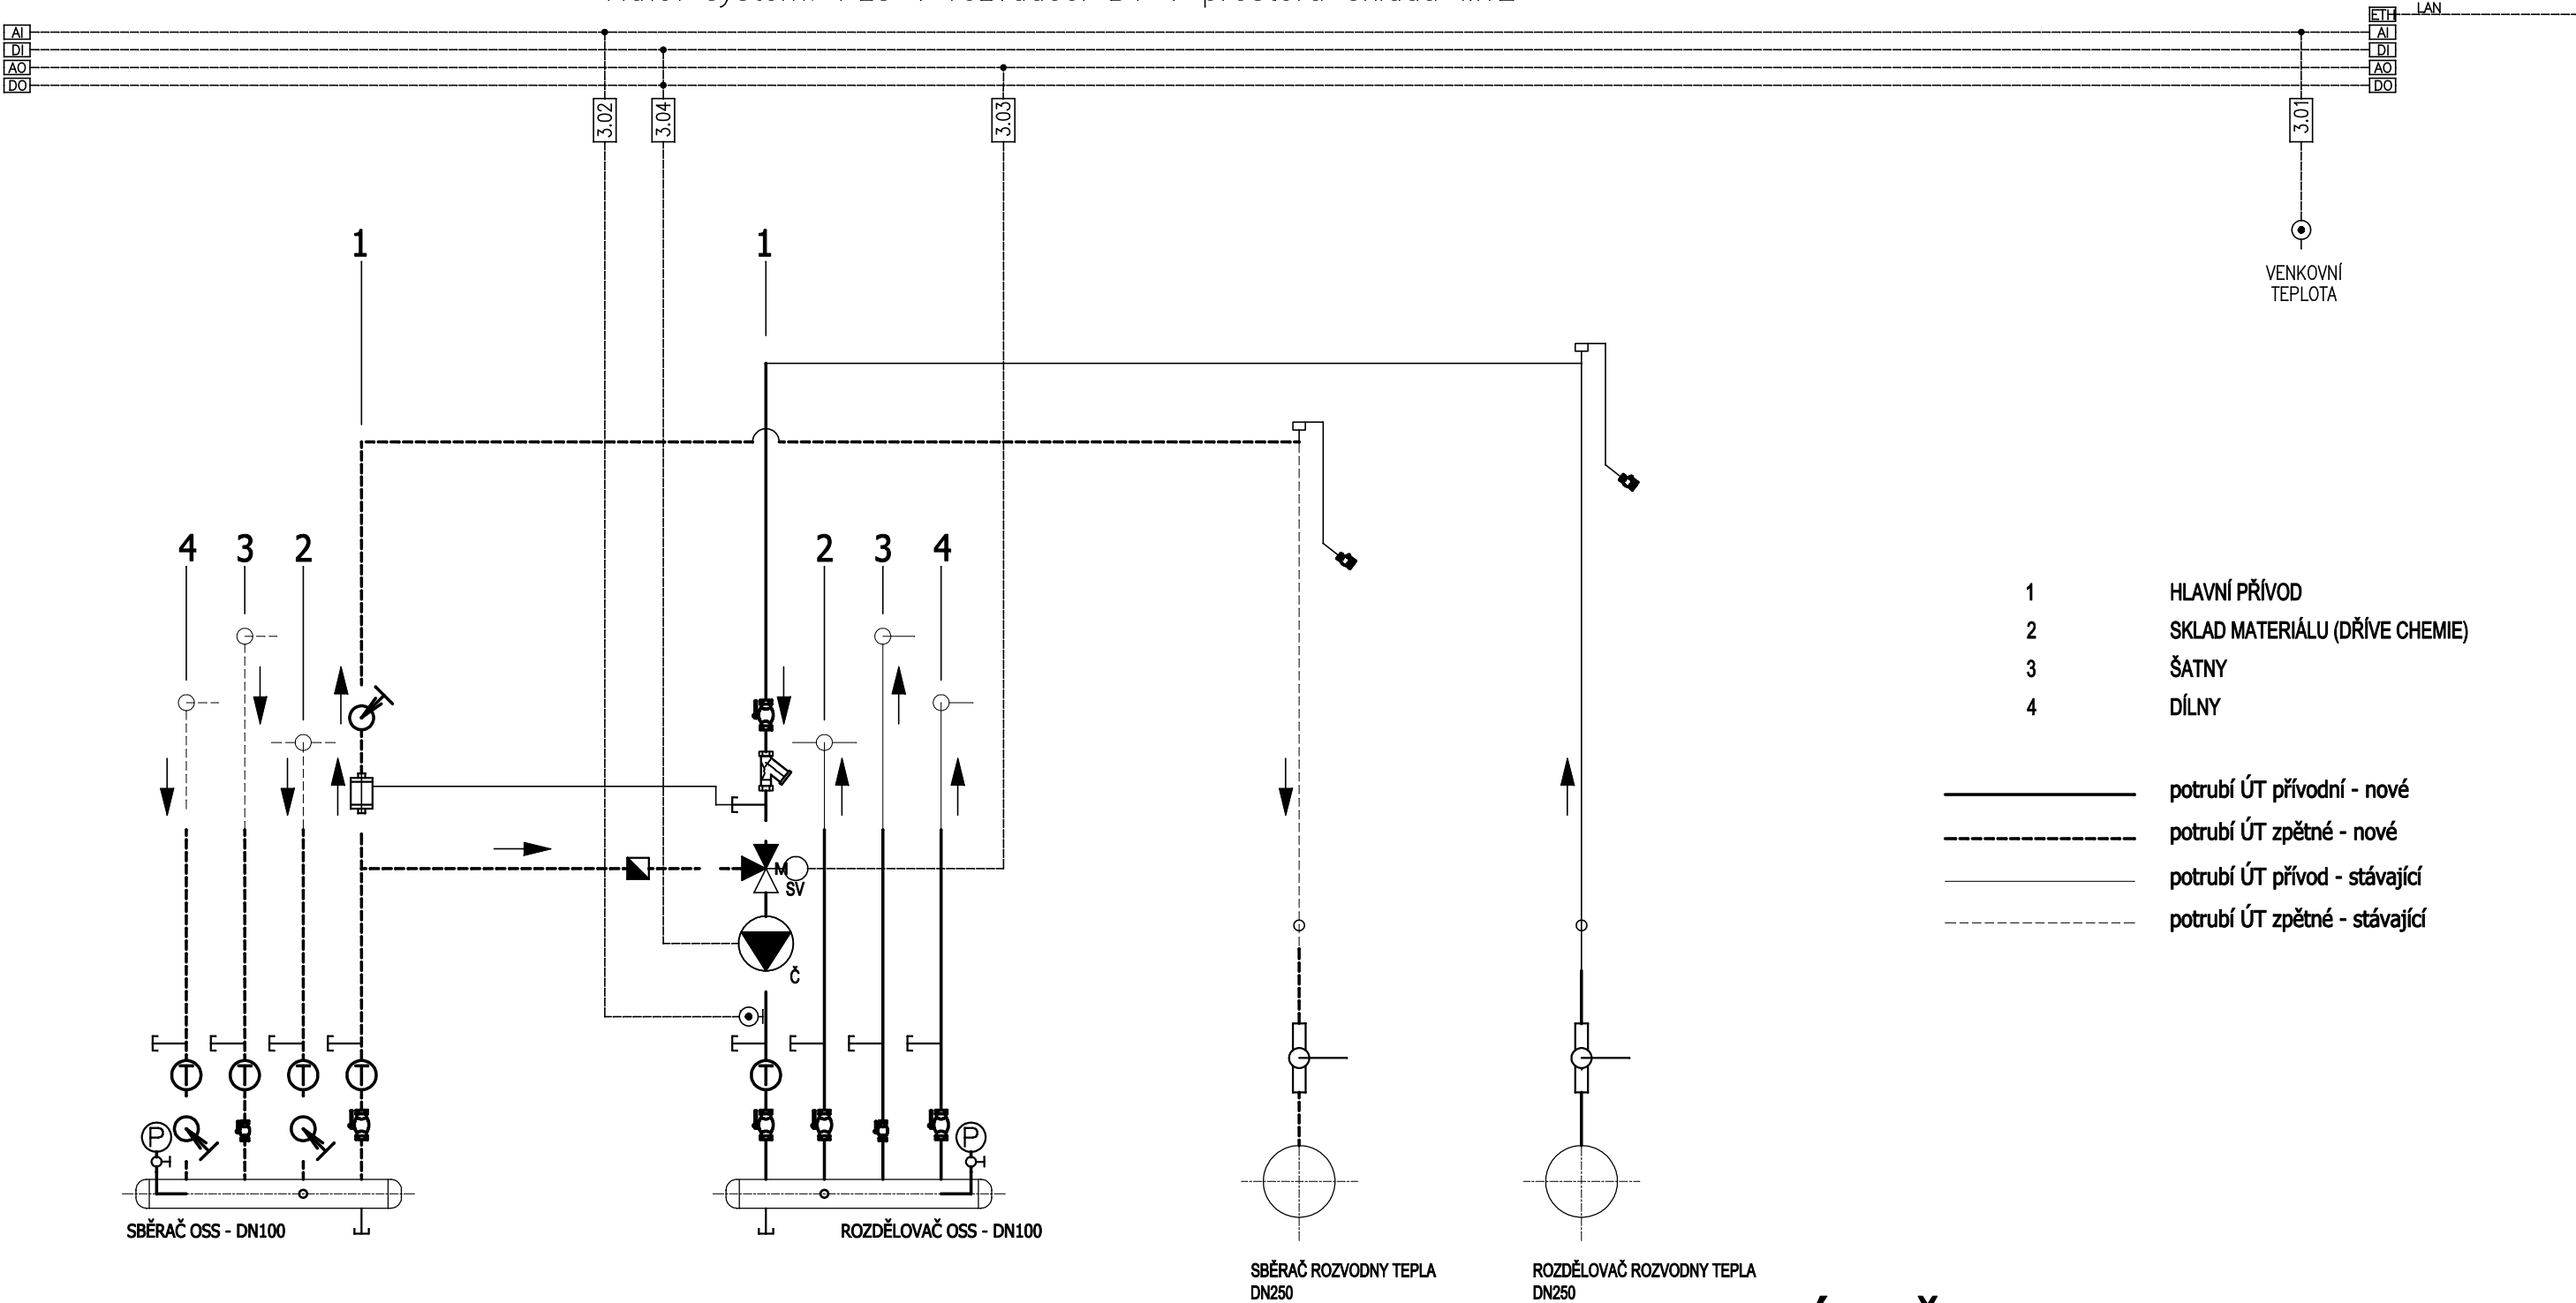 ETH LAN
AI AI
DI DI
AO AO
DO DO
3.02 3.04 3.03 3.01
VENKOVNÍ
TEPLOTA
1 1
4 3 2 2 3 4
1 HLAVNÍ PŘÍVOD
2 SKLAD MATERIÁLU (DŘÍVE CHEMIE)
3 ŠATNY
4 DÍLNY
potrubí ÚT přívodní - nové
potrubí ÚT zpětné - nové
potrubí ÚT přívod - stávající
potrubí ÚT zpětné - stávající
M
SV
Č
T T T T T
P P
SBĚRAČ OSS - DN100
ROZDĚLOVAČ OSS - DN100
SBĚRAČ ROZVODNY TEPLA
DN250
ROZDĚLOVAČ ROZVODNY TEPLA
DN250